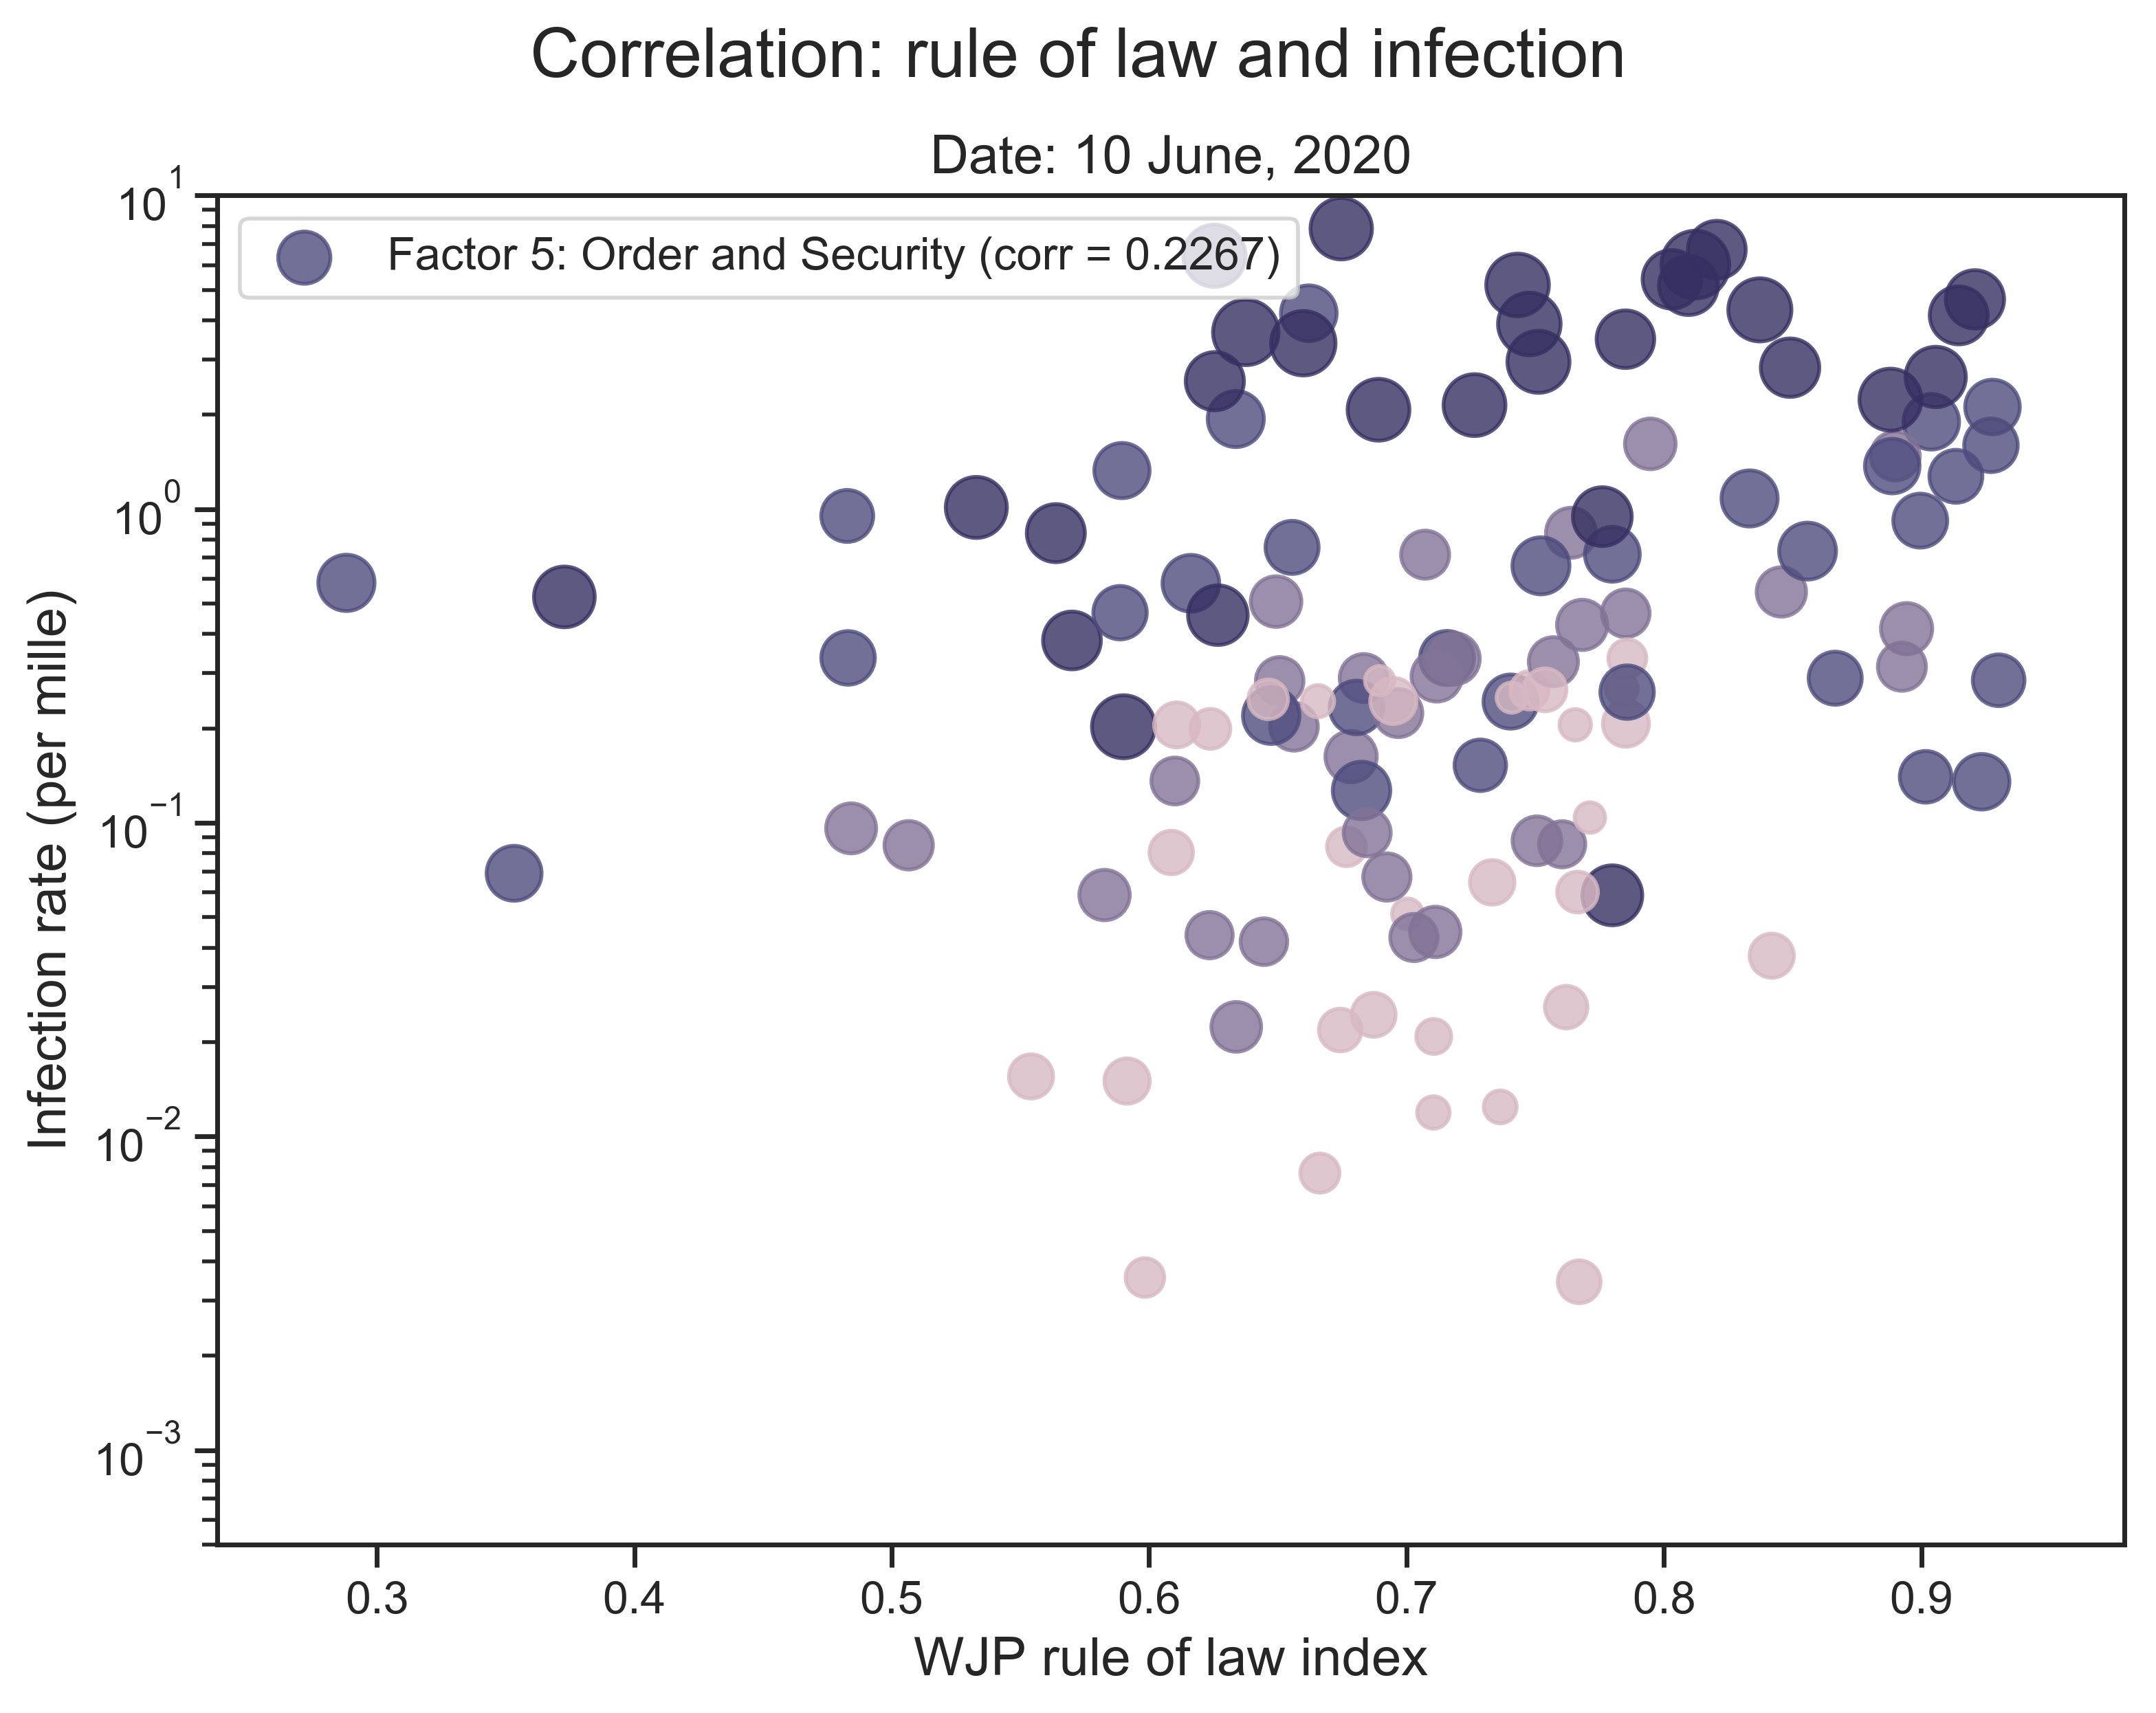 Correlation: rule of law and infection
Date: 10 June, 2020
Factor 5: Order and Security (corr = 0.2267)
Infection rate (per mille)
10^1
10^0
10^−1
10^−2
10^−3
0.3 0.4 0.5 0.6 0.7 0.8 0.9
WJP rule of law index